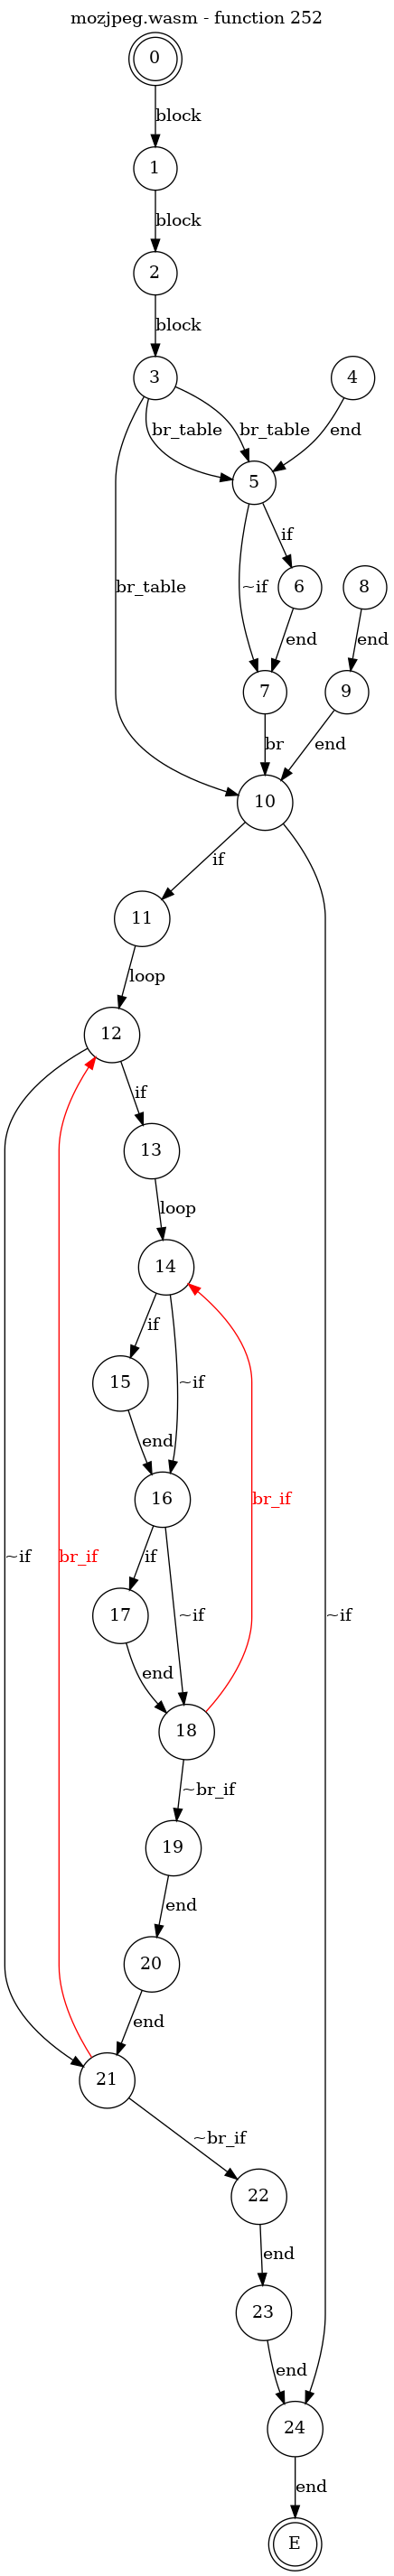 mozjpeg.wasm - function 252
0
block
1
block
2
block
3
4
br_table
br_table
end
5
br_table
if
~if
6
8
end
end
7
9
br
end
10
if
11
loop
12
if
13
loop
14
if
~if
15
end
16
br_if
~if
br_if
if
~if
~if
17
end
18
~br_if
19
end
20
end
21
~br_if
22
end
23
end
24
end
E